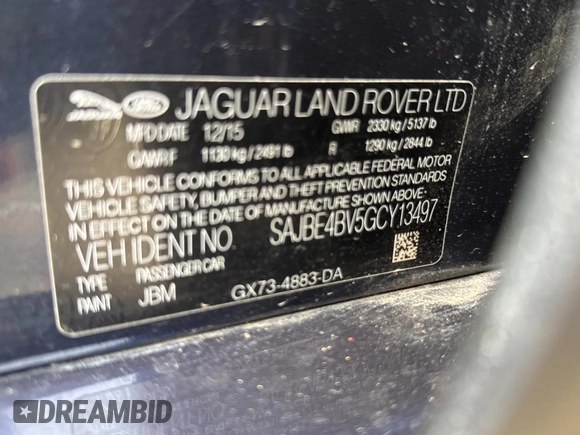 JAGUAR LAND ROVER LTD
MFD DATE 12/15 GVWR 2330 kg / 5137 lb
GAWR F 1130 kg / 2491 lb R 1290 kg / 2844 lb
THIS VEHICLE CONFORMS TO ALL APPLICABLE FEDERAL MOTOR
VEHICLE SAFETY, BUMPER AND THEFT PREVENTION STANDARDS
IN EFFECT ON THE DATE OF MANUFACTURE SHOWN ABOVE.
VEH IDENT NO. SAJBE4BV5GCY13497
TYPE PASSENGER CAR
PAINT JBM GX73-4883-DA
DREAMBID